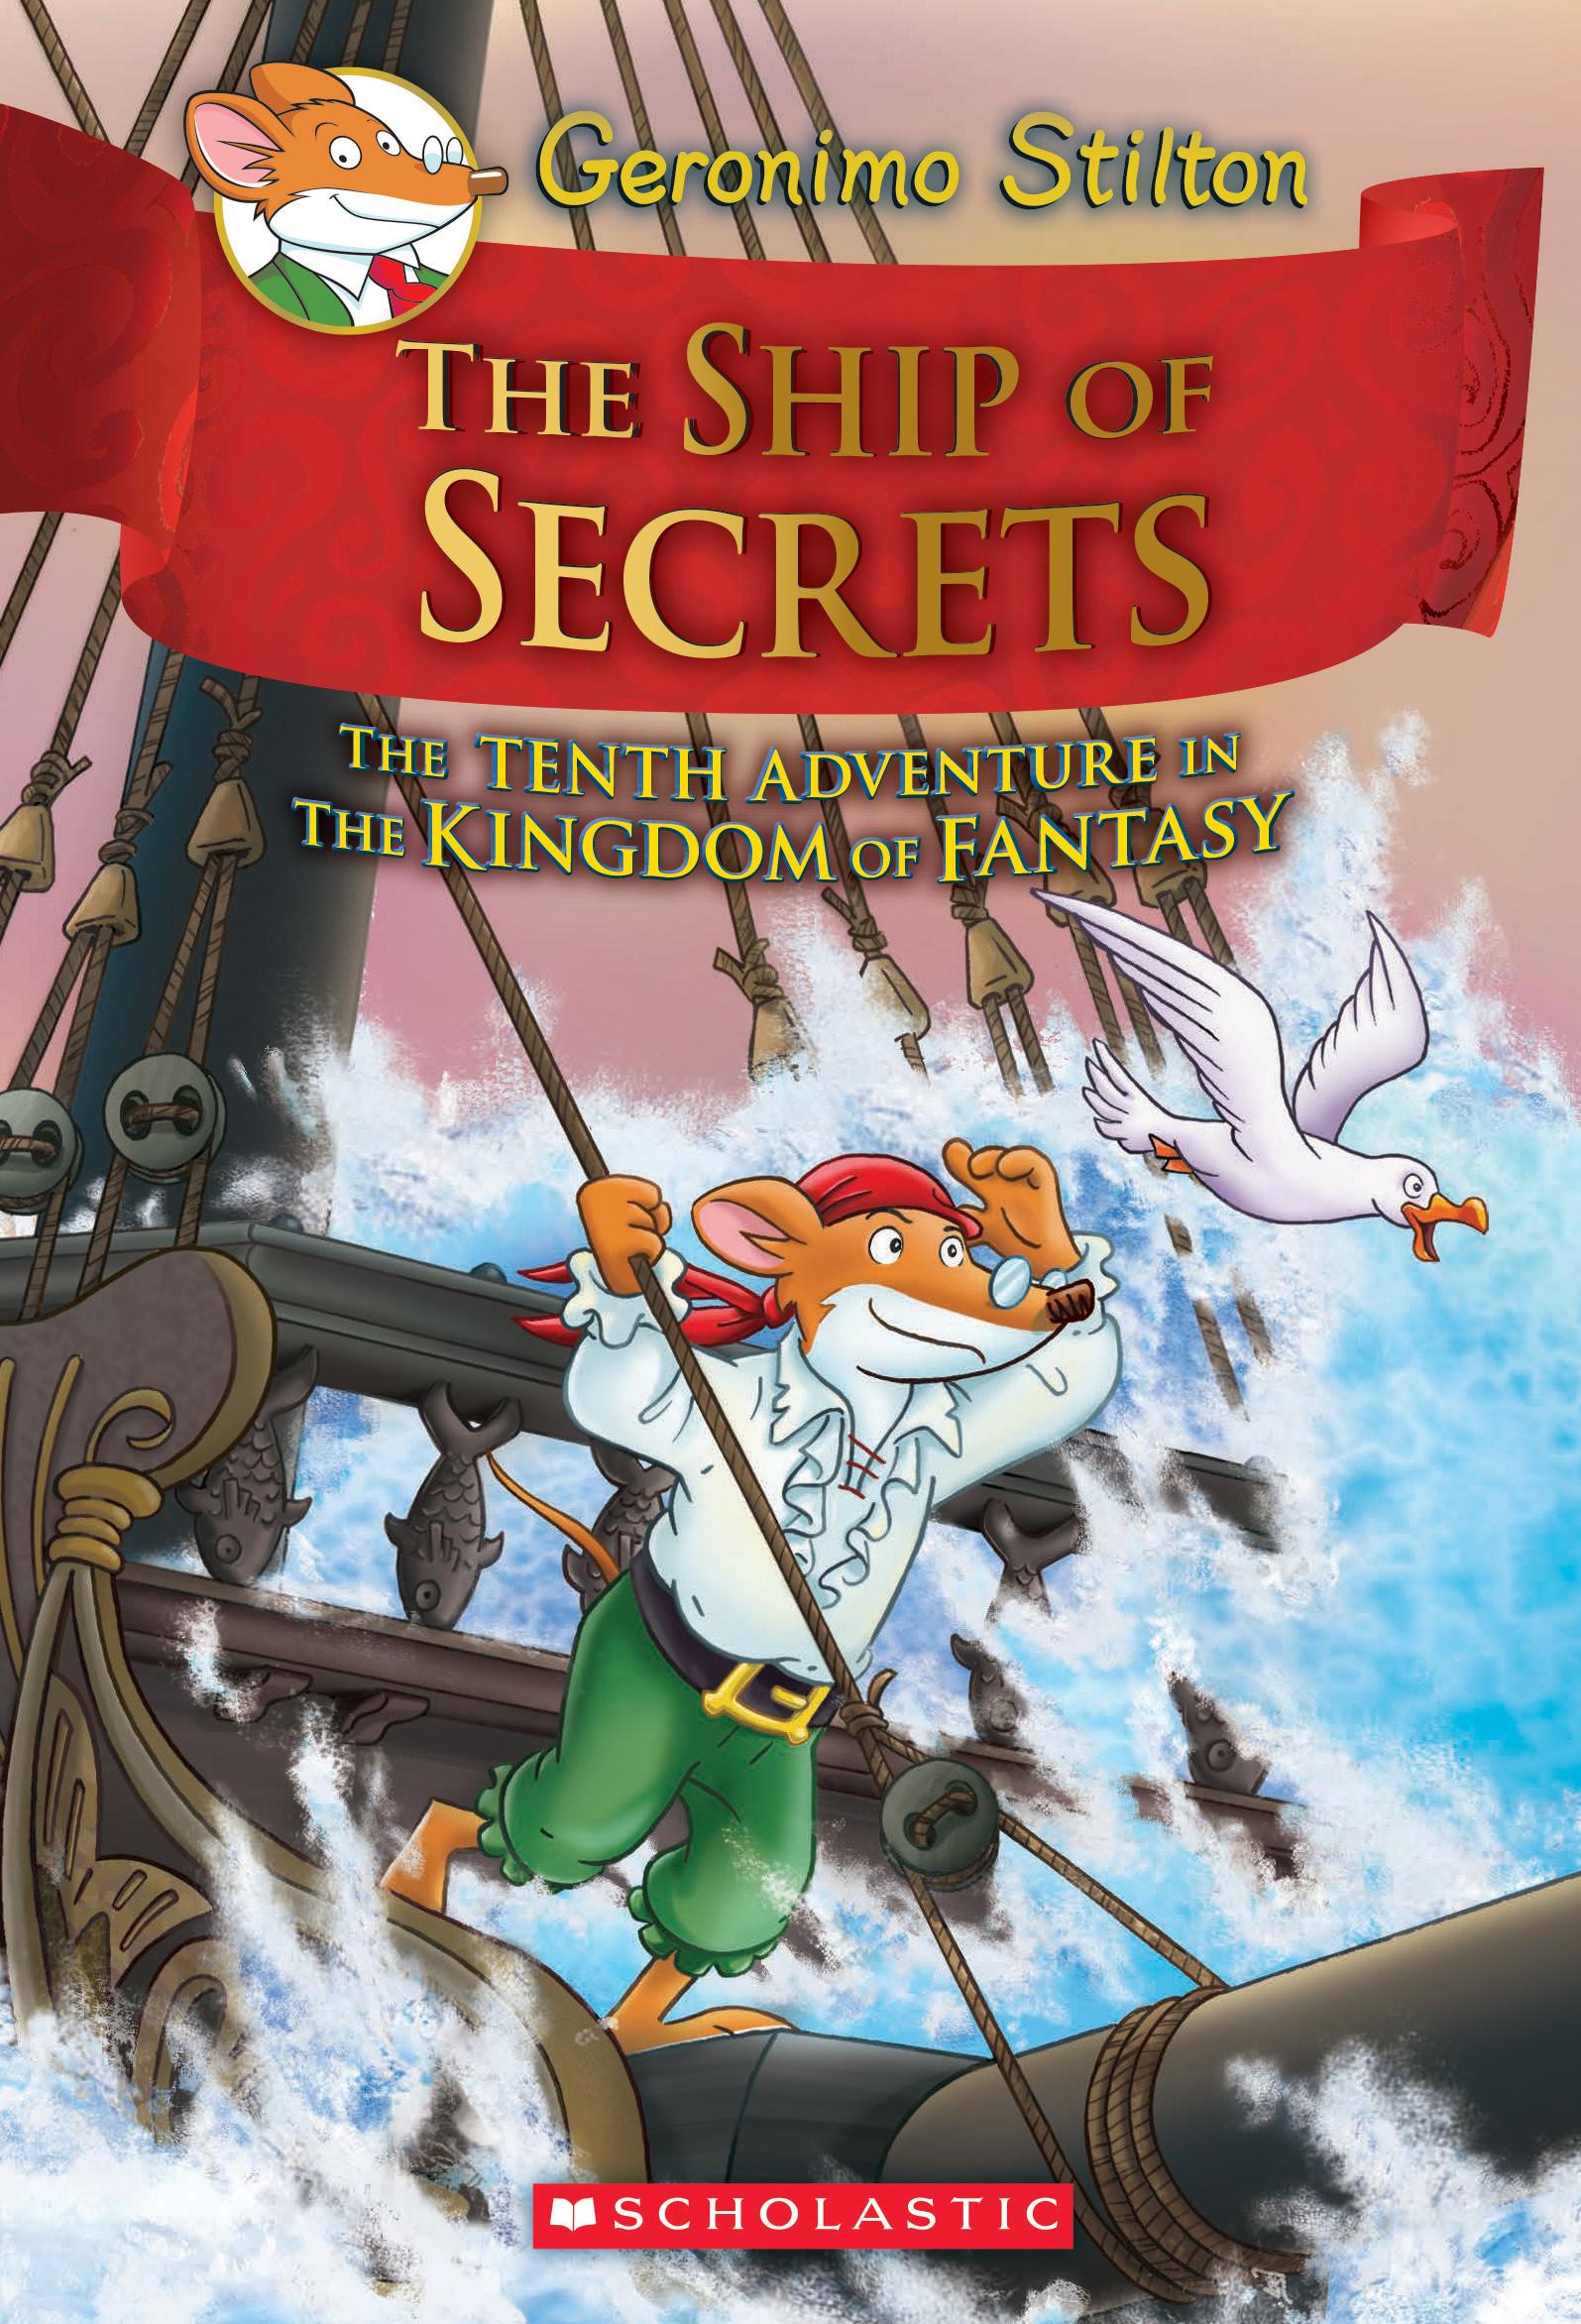 Geronimo Stilton
THE SHIP OF
SECRETS
THE TENTH ADVENTURE IN
THE KINGDOM OF FANTASY
SCHOLASTIC